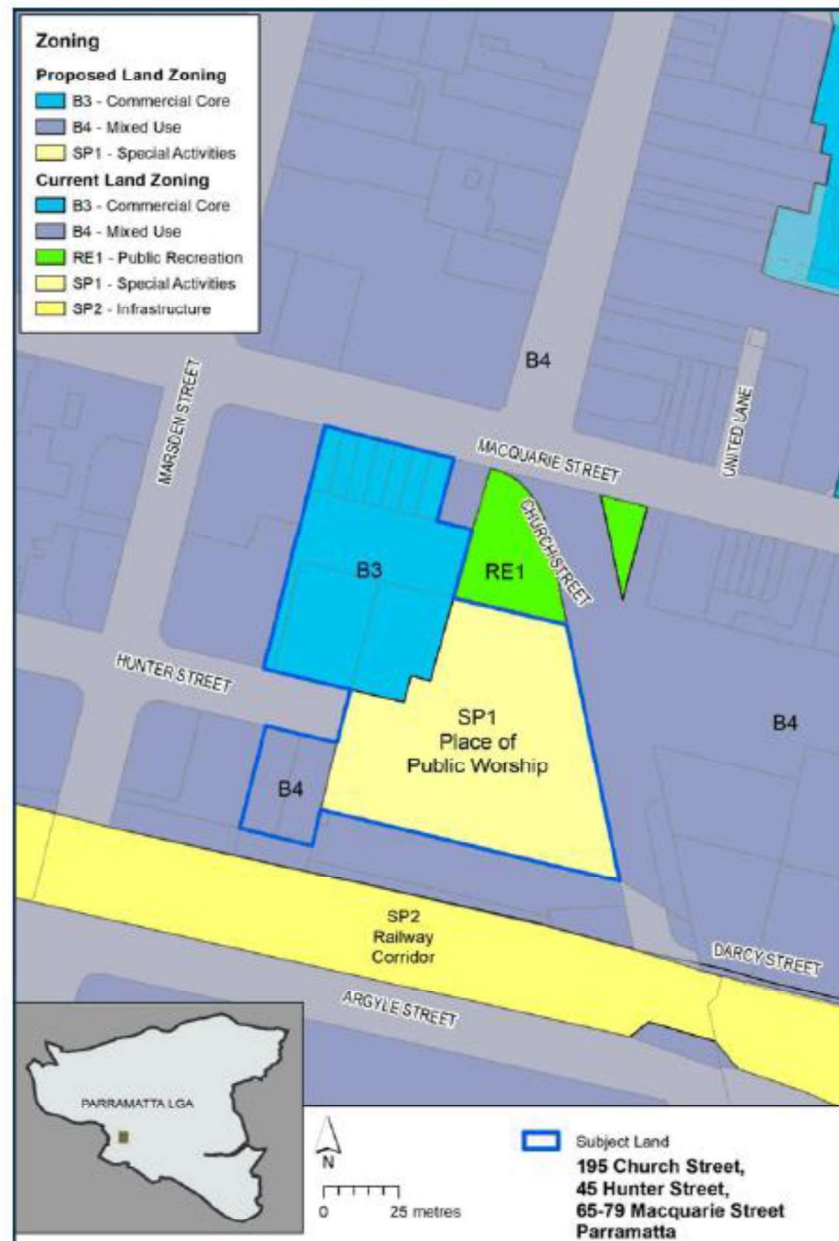 Zoning
Proposed Land Zoning
B3 - Commercial Core
B4 - Mixed Use
SP1 - Special Activities
Current Land Zoning
B3 - Commercial Core
B4 - Mixed Use
RE1 - Public Recreation
SP1 - Special Activities
SP2 - Infrastructure
B4
MARSDEN STREET
UNITED LANE
MACQUARIE STREET
CHURCH STREET
B3
RE1
HUNTER STREET
SP1
Place of
Public Worship
B4
B4
SP2
Railway
Corridor
DARCY STREET
ARGYLE STREET
PARRAMATTA LGA
N
0 25 metres
Subject Land
195 Church Street,
45 Hunter Street,
65-79 Macquarie Street
Parramatta